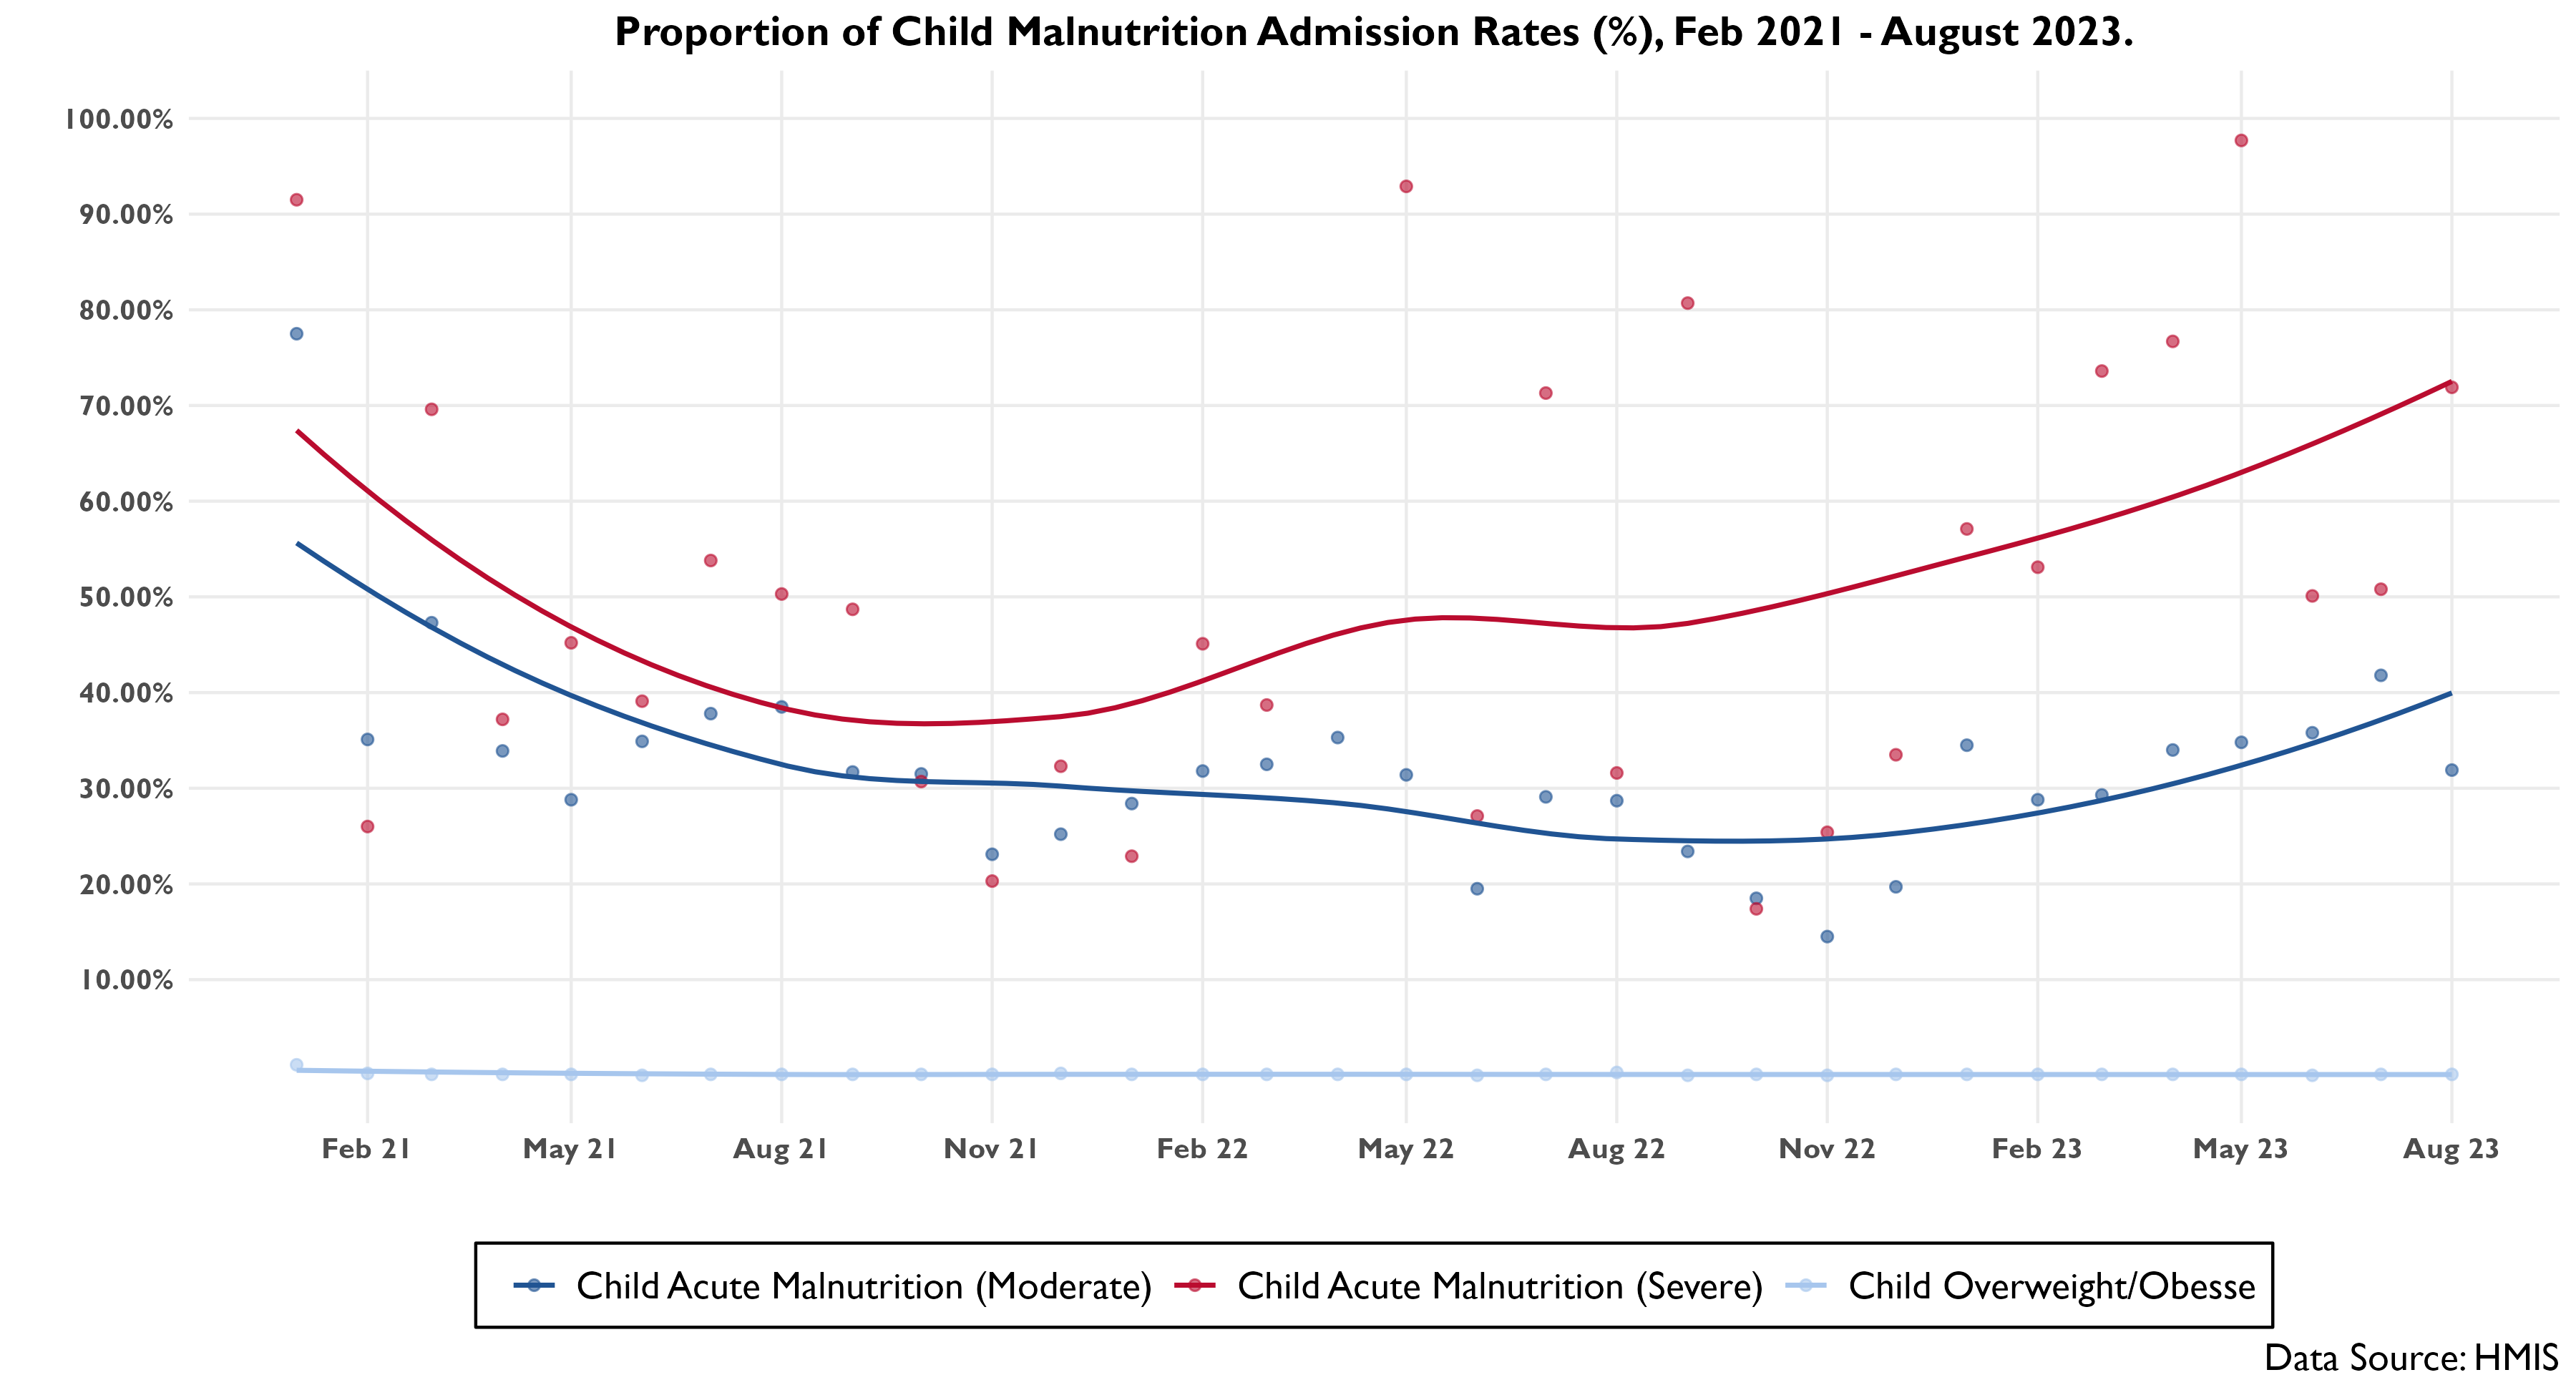 Proportion of Child Malnutrition Admission Rates (%), Feb 2021 - August 2023.
100.00%
90.00%
80.00%
70.00%
60.00%
50.00%
40.00%
30.00%
20.00%
10.00%
Feb 21 May 21 Aug 21 Nov 21 Feb 22 May 22 Aug 22 Nov 22 Feb 23 May 23 Aug 23
Child Acute Malnutrition (Moderate) Child Acute Malnutrition (Severe) Child Overweight/Obesse
Data Source: HMIS